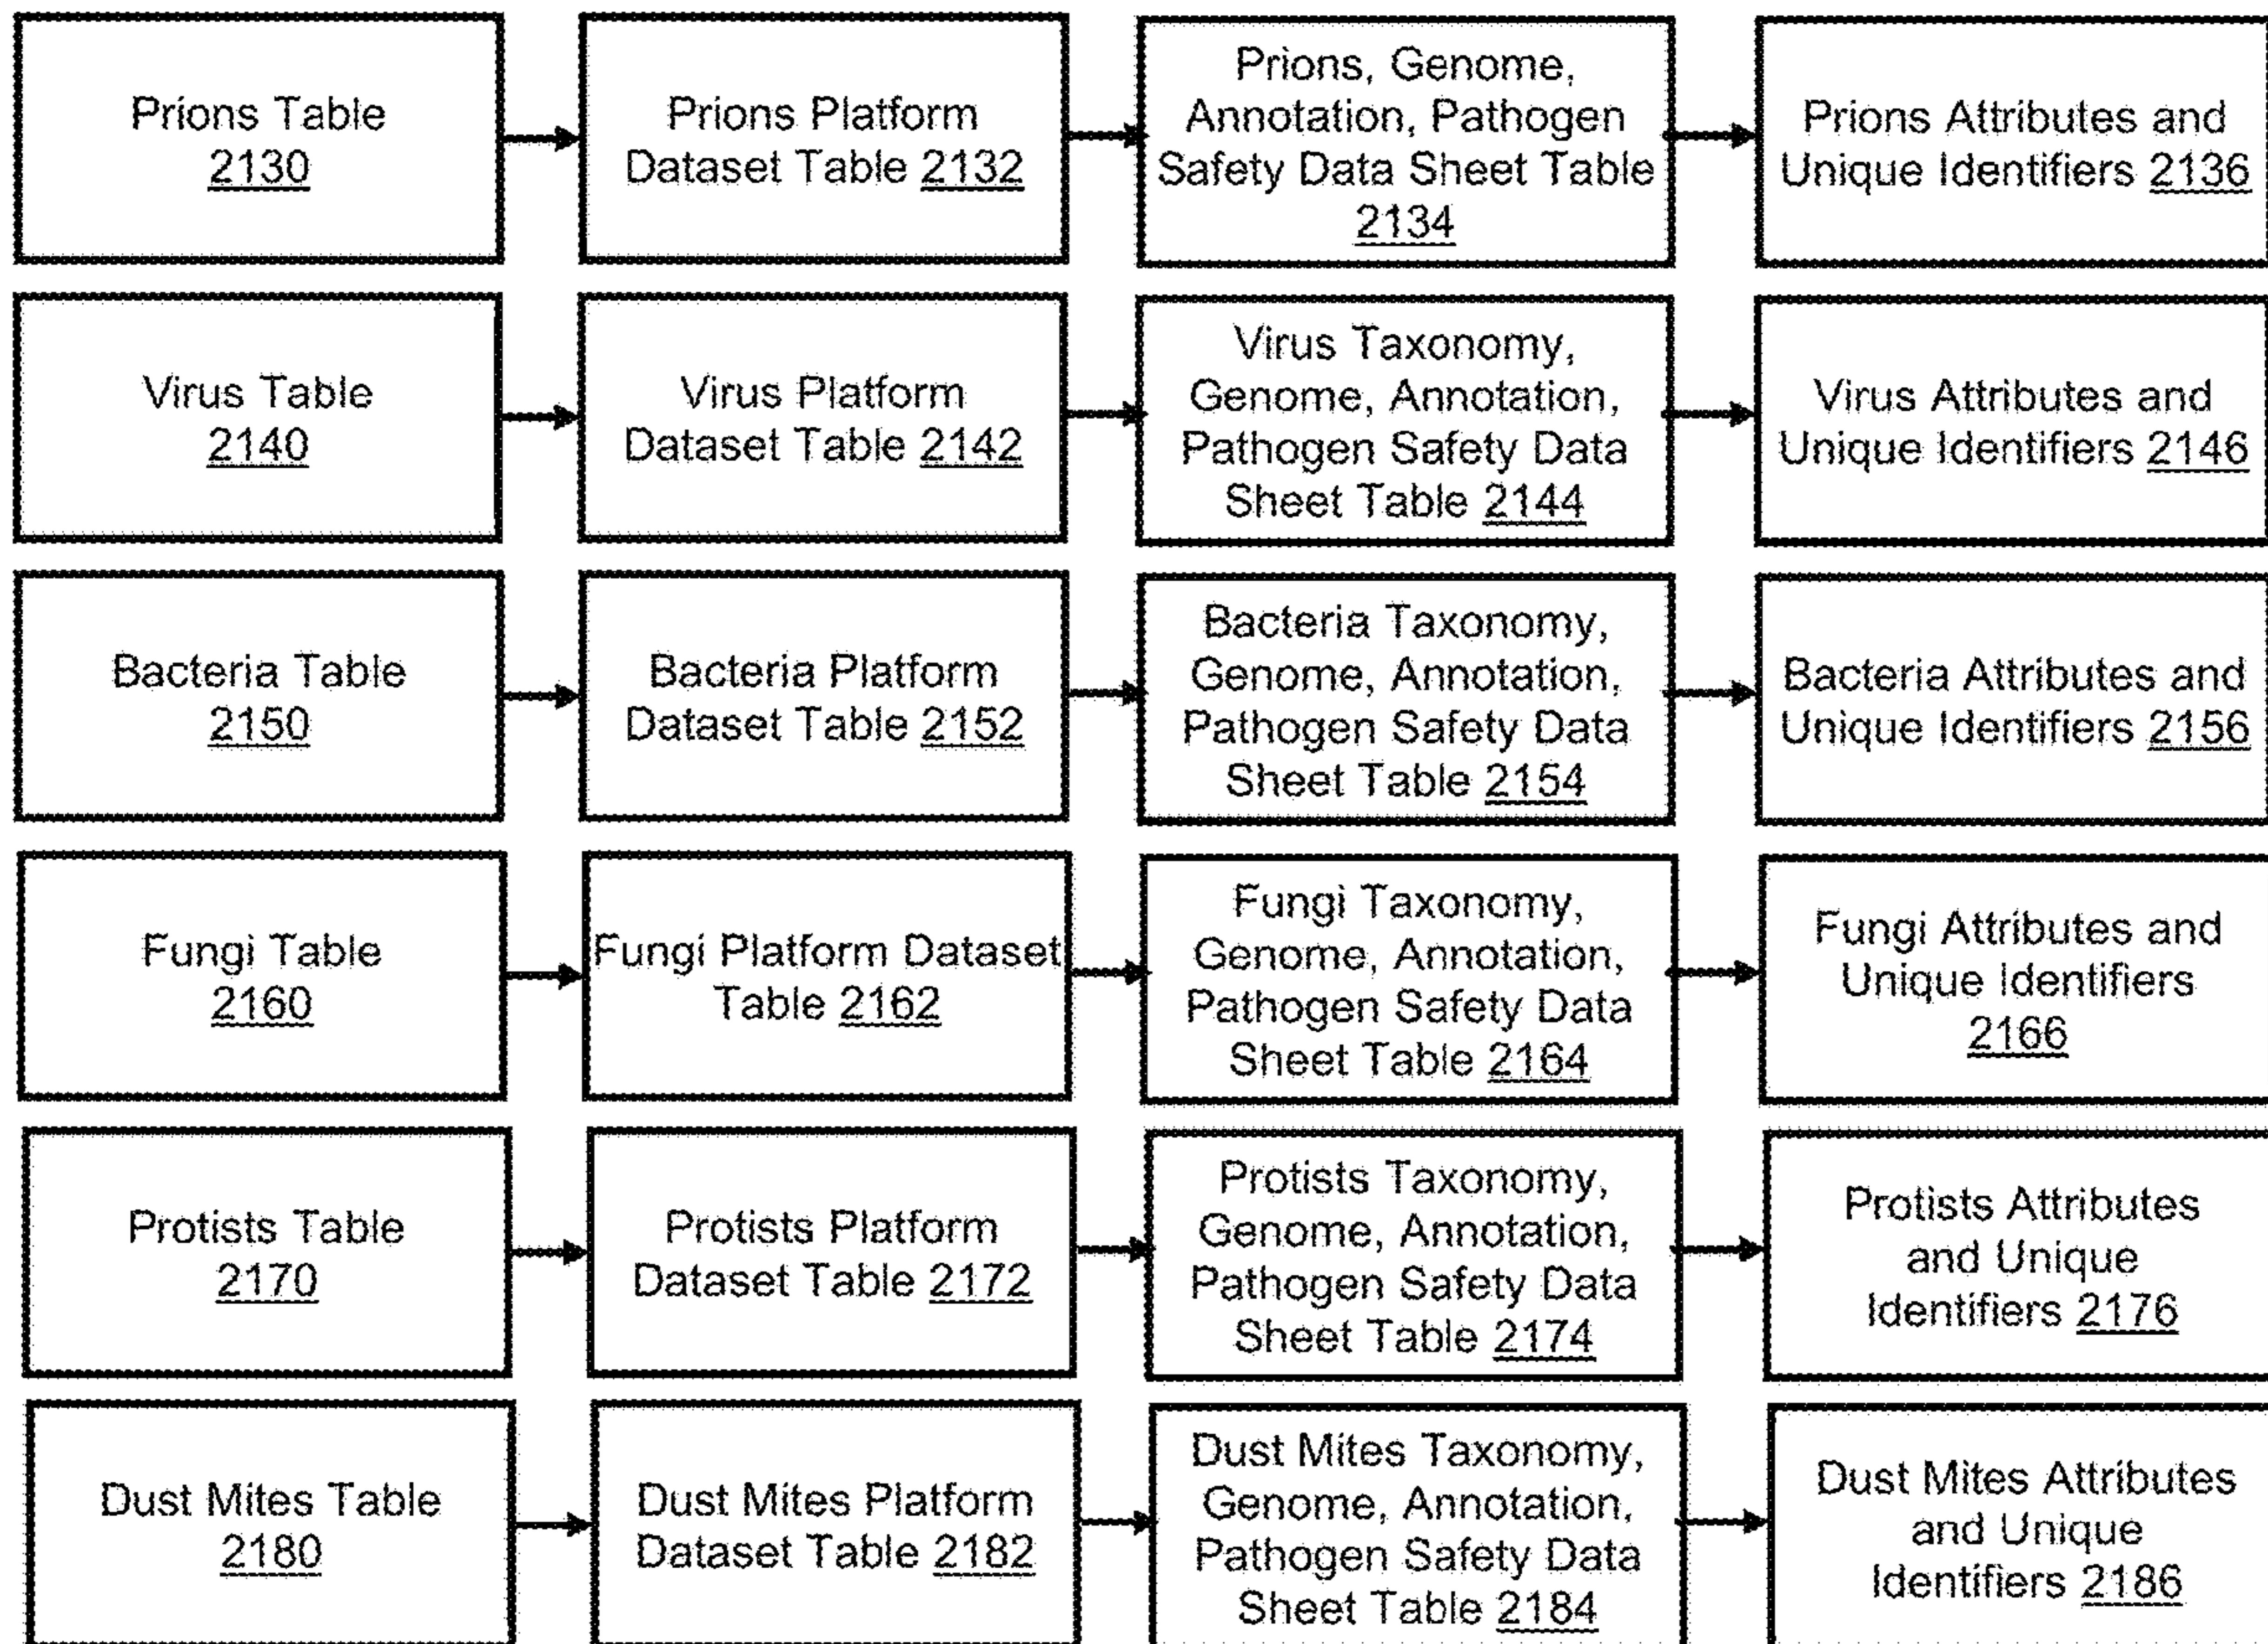 Prions Table
2130
Prions Platform
Dataset Table 2132
Prions, Genome,
Annotation, Pathogen
Safety Data Sheet Table
2134
Prions Attributes and
Unique Identifiers 2136
Virus Table
2140
Virus Platform
Dataset Table 2142
Virus Taxonomy,
Genome, Annotation,
Pathogen Safety Data
Sheet Table 2144
Virus Attributes and
Unique Identifiers 2146
Bacteria Table
2150
Bacteria Platform
Dataset Table 2152
Bacteria Taxonomy,
Genome, Annotation,
Pathogen Safety Data
Sheet Table 2154
Bacteria Attributes and
Unique Identifiers 2156
Fungi Table
2160
Fungi Platform Dataset
Table 2162
Fungi Taxonomy,
Genome, Annotation,
Pathogen Safety Data
Sheet Table 2164
Fungi Attributes and
Unique Identifiers
2166
Protists Table
2170
Protists Platform
Dataset Table 2172
Protists Taxonomy,
Genome, Annotation,
Pathogen Safety Data
Sheet Table 2174
Protists Attributes
and Unique
Identifiers 2176
Dust Mites Table
2180
Dust Mites Platform
Dataset Table 2182
Dust Mites Taxonomy,
Genome, Annotation,
Pathogen Safety Data
Sheet Table 2184
Dust Mites Attributes
and Unique
Identifiers 2186